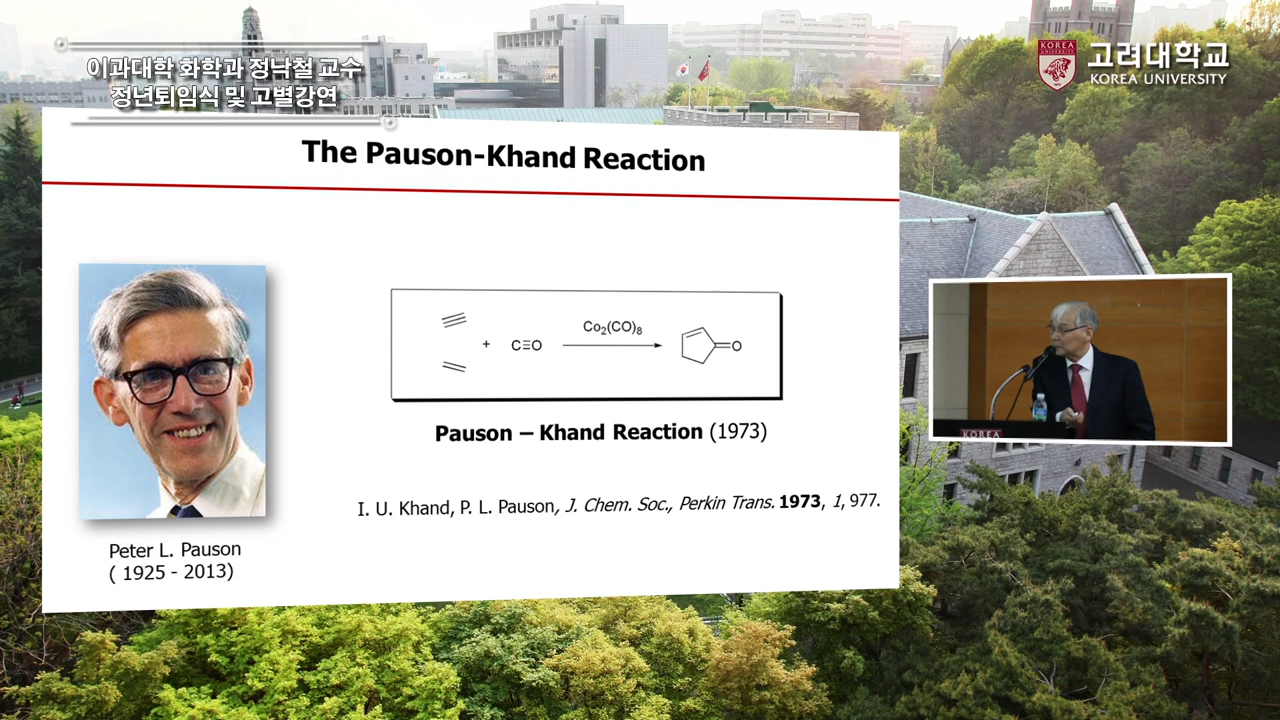 이과대학 화학과 정낙철 교수
정년퇴임식 및 고별강연
KOREA
UNIVERSITY
고려대학교
KOREA UNIVERSITY
The Pauson-Khand Reaction
+ C≡O
Co₂(CO)₈
O
Pauson – Khand Reaction (1973)
I. U. Khand, P. L. Pauson, J. Chem. Soc., Perkin Trans. 1973, 1, 977.
Peter L. Pauson
( 1925 - 2013)
KOREA